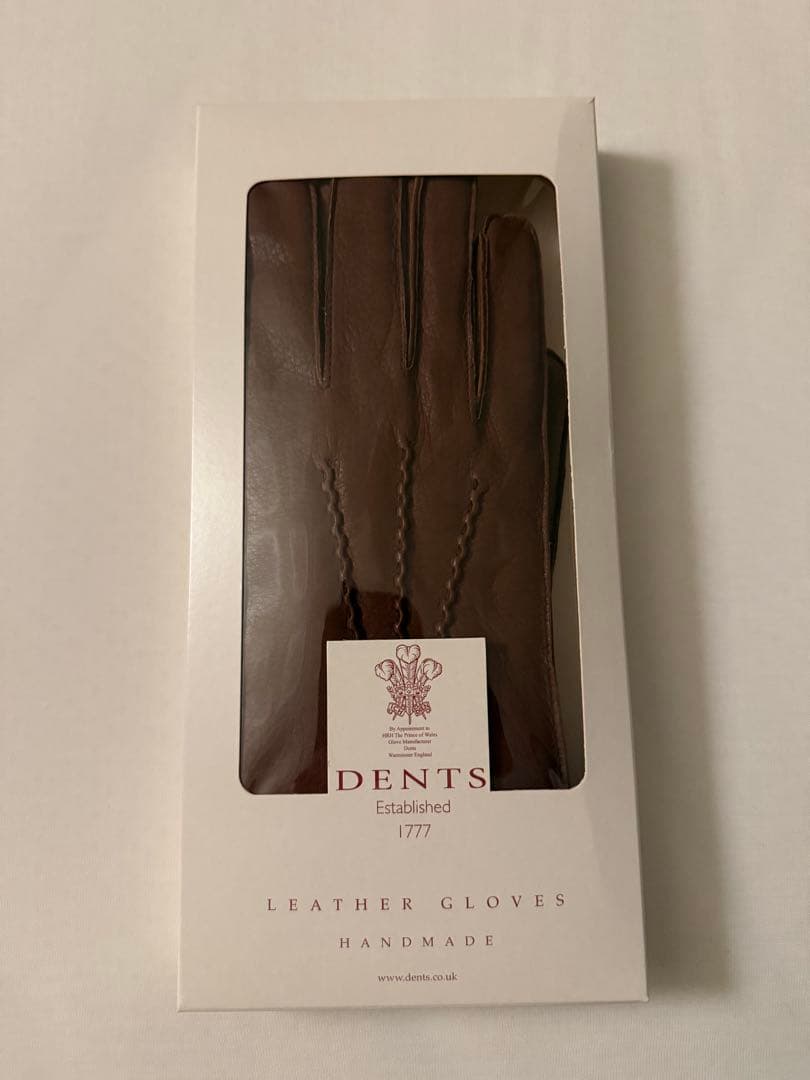 By Appointment to
HRH The Prince of Wales
Glove Manufacturer
Dents
Warminster England
DENTS
Established
1777
LEATHER GLOVES
HANDMADE
www.dents.co.uk